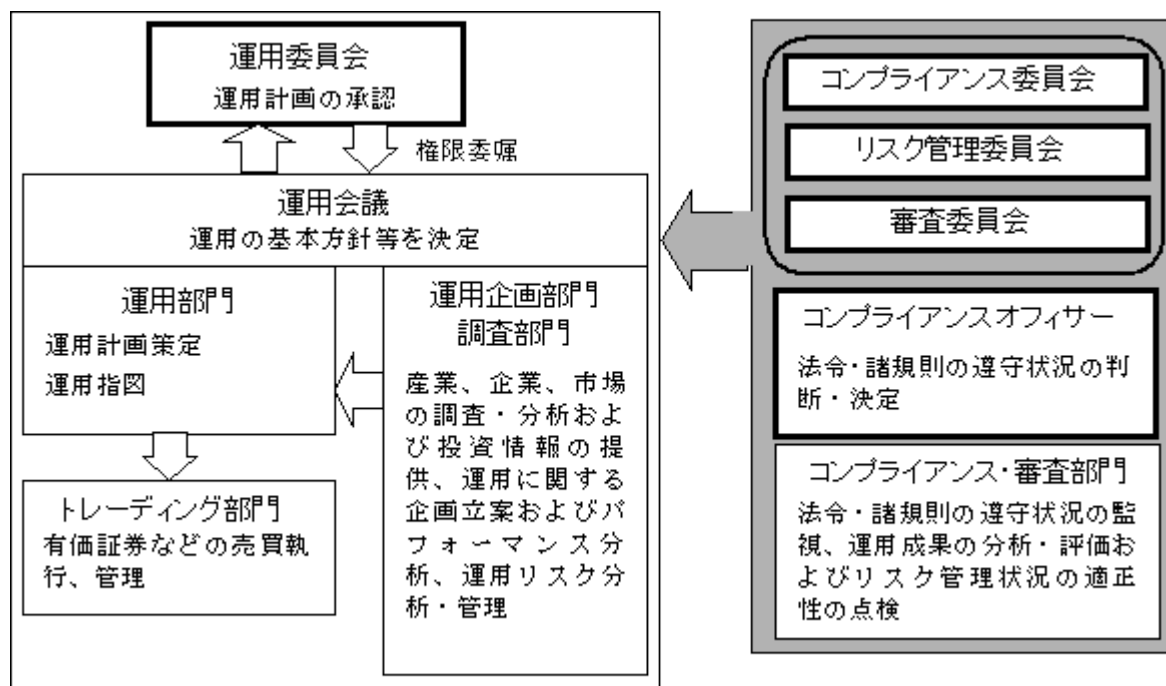 運用委員会
運用計画の承認
権限委嘱
運用会議
運用の基本方針等を決定
運用部門
運用計画策定
運用指図
運用企画部門
調査部門
産業、企業、市場
の調査・分析およ
び投資情報の提
供、運用に関する
企画立案およびパ
フォーマンス分
析、運用リスク分
析・管理
トレーディング部門
有価証券などの売買執
行、管理
コンプライアンス委員会
リスク管理委員会
審査委員会
コンプライアンスオフィサー
法令・諸規則の遵守状況の判
断・決定
コンプライアンス・審査部門
法令・諸規則の遵守状況の監
視、運用成果の分析・評価お
よびリスク管理状況の適正
性の点検